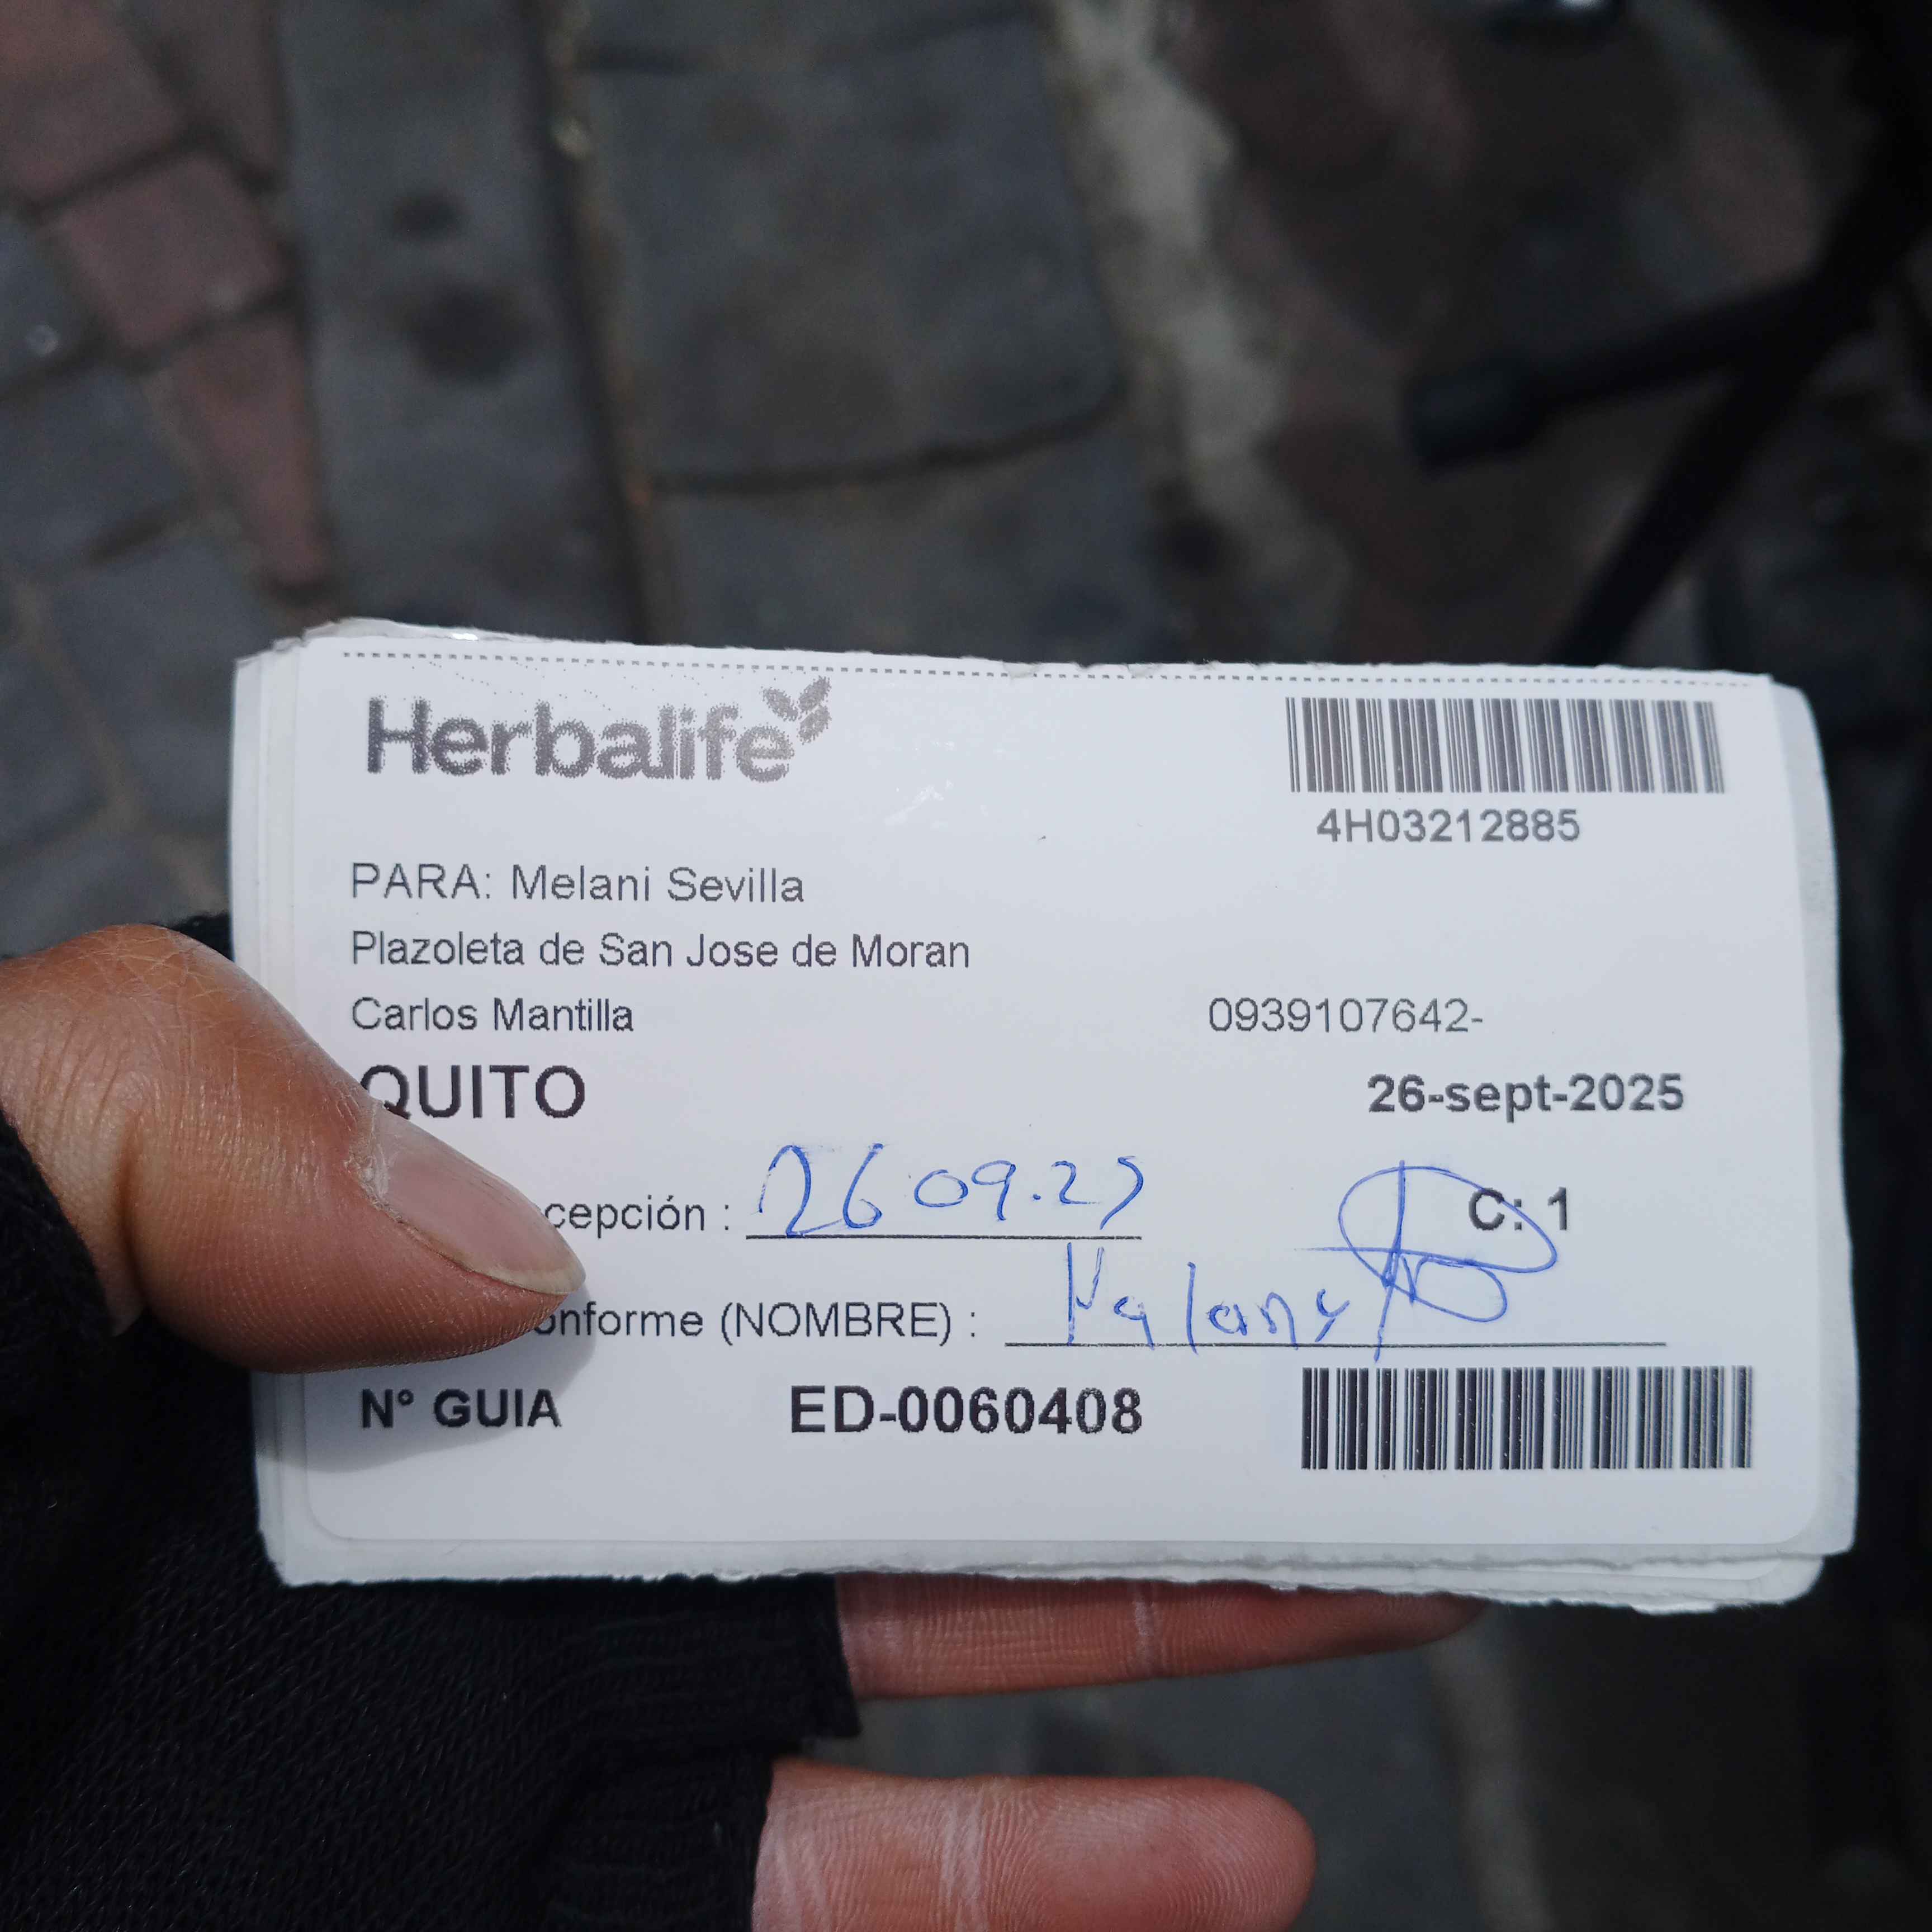 Herbalife
4H03212885
PARA: Melani Sevilla
Plazoleta de San Jose de Moran
Carlos Mantilla 0939107642-
QUITO 26-sept-2025
cepción : 26 09.25 C: 1
onforme (NOMBRE) : Melany
N° GUIA ED-0060408